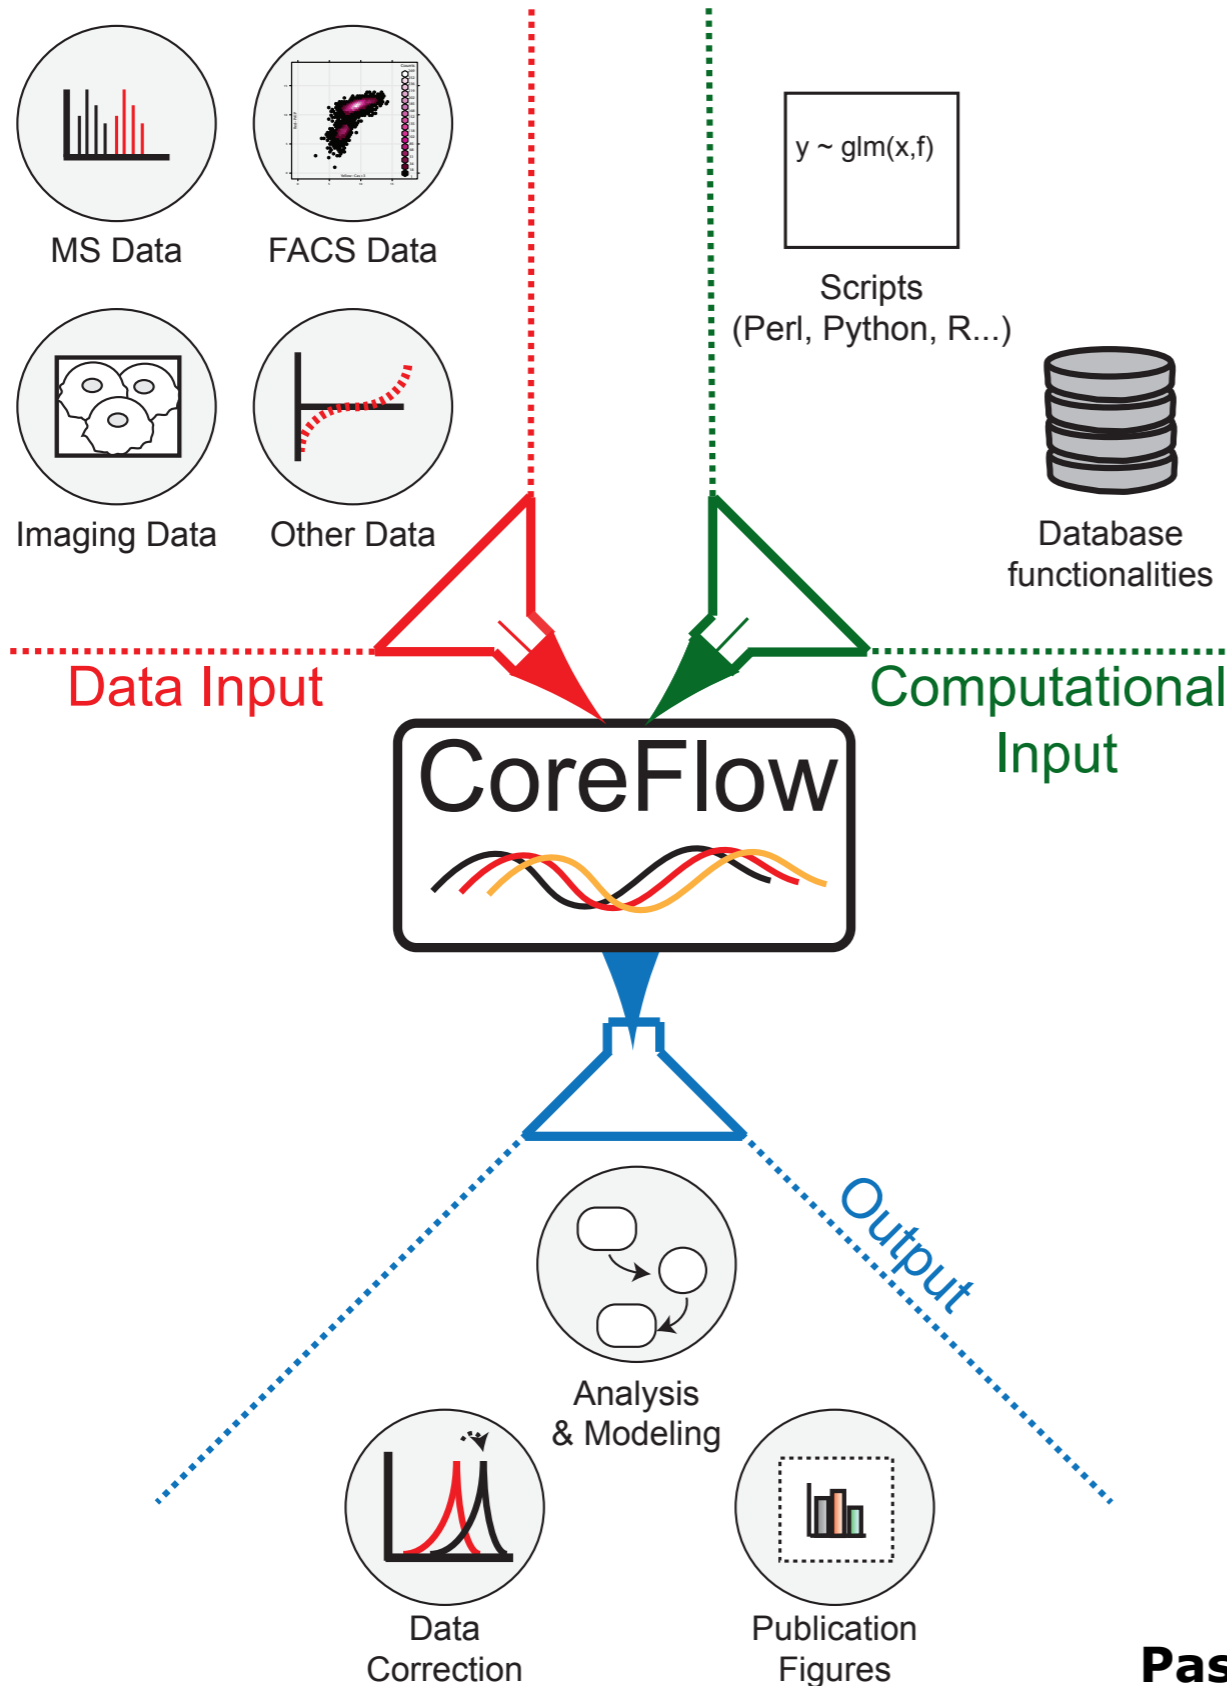 MS Data
FACS Data
y ~ glm(x,f)
Scripts
(Perl, Python, R...)
Imaging Data
Other Data
Database
functionalities
Data Input
Computational
Input
CoreFlow
Output
Analysis
& Modeling
Data
Correction
Publication
Figures
Pas